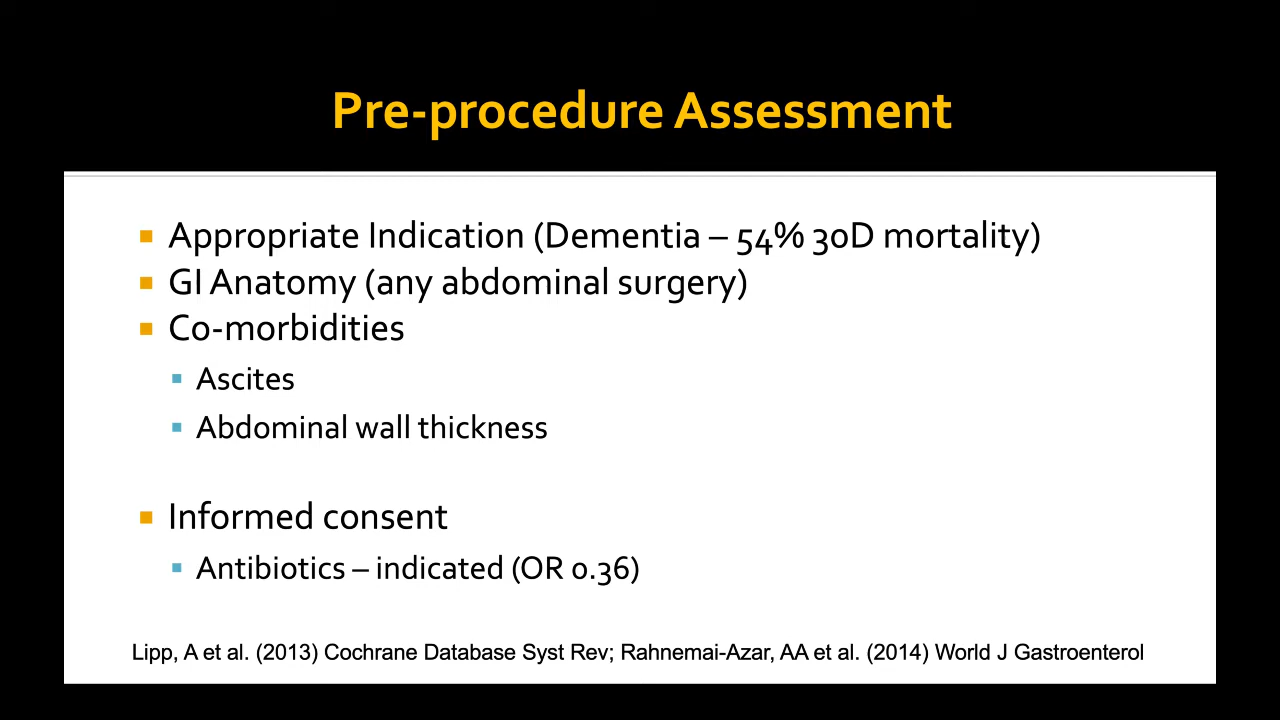 Pre-procedure Assessment
Appropriate Indication (Dementia – 54% 30D mortality)
GI Anatomy (any abdominal surgery)
Co-morbidities
Ascites
Abdominal wall thickness
Informed consent
Antibiotics – indicated (OR 0.36)
Lipp, A et al. (2013) Cochrane Database Syst Rev; Rahnemai-Azar, AA et al. (2014) World J Gastroenterol